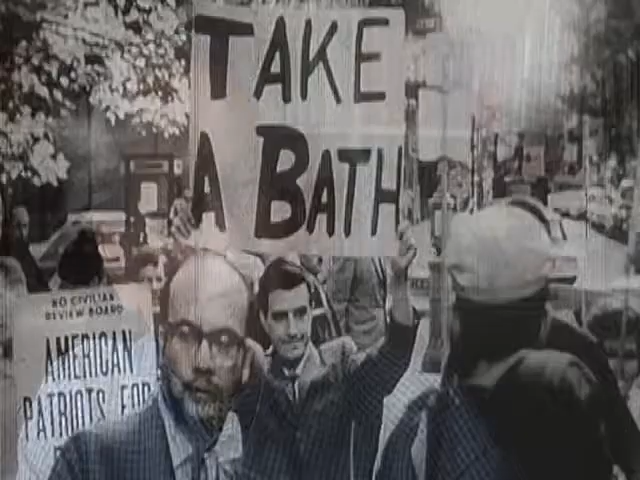 TAKE
A BATH
NO CIVILIAN
REVIEW BOARD
AMERICAN
PATRIOTS FOR